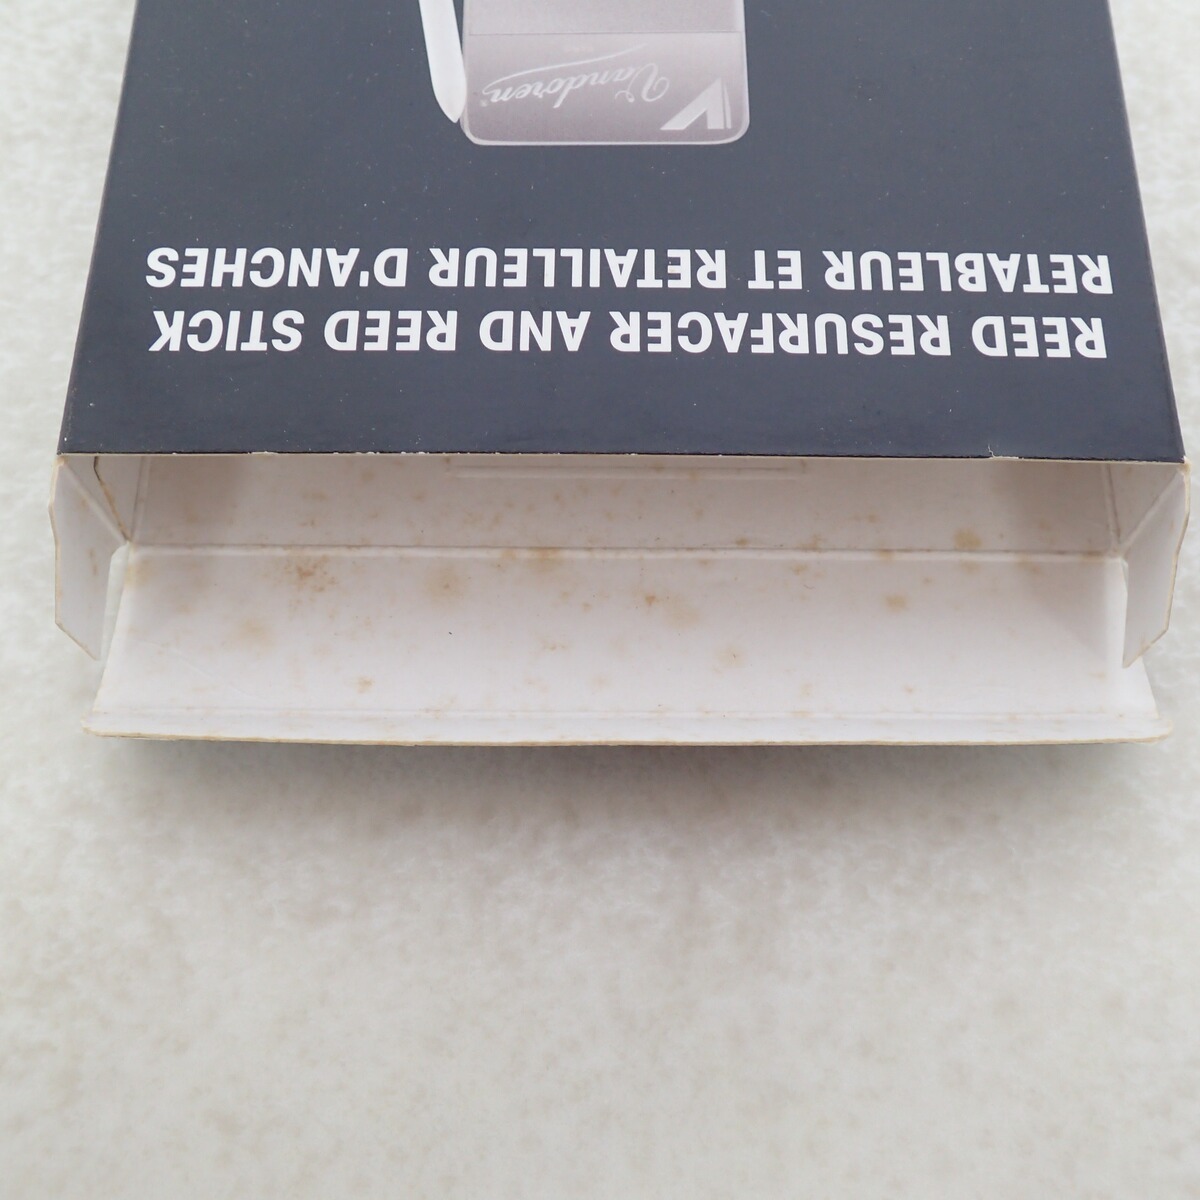 REED RESURFACER AND REED STICK
RETABLEUR ET RETAILLEUR D'ANCHES
Vandoren